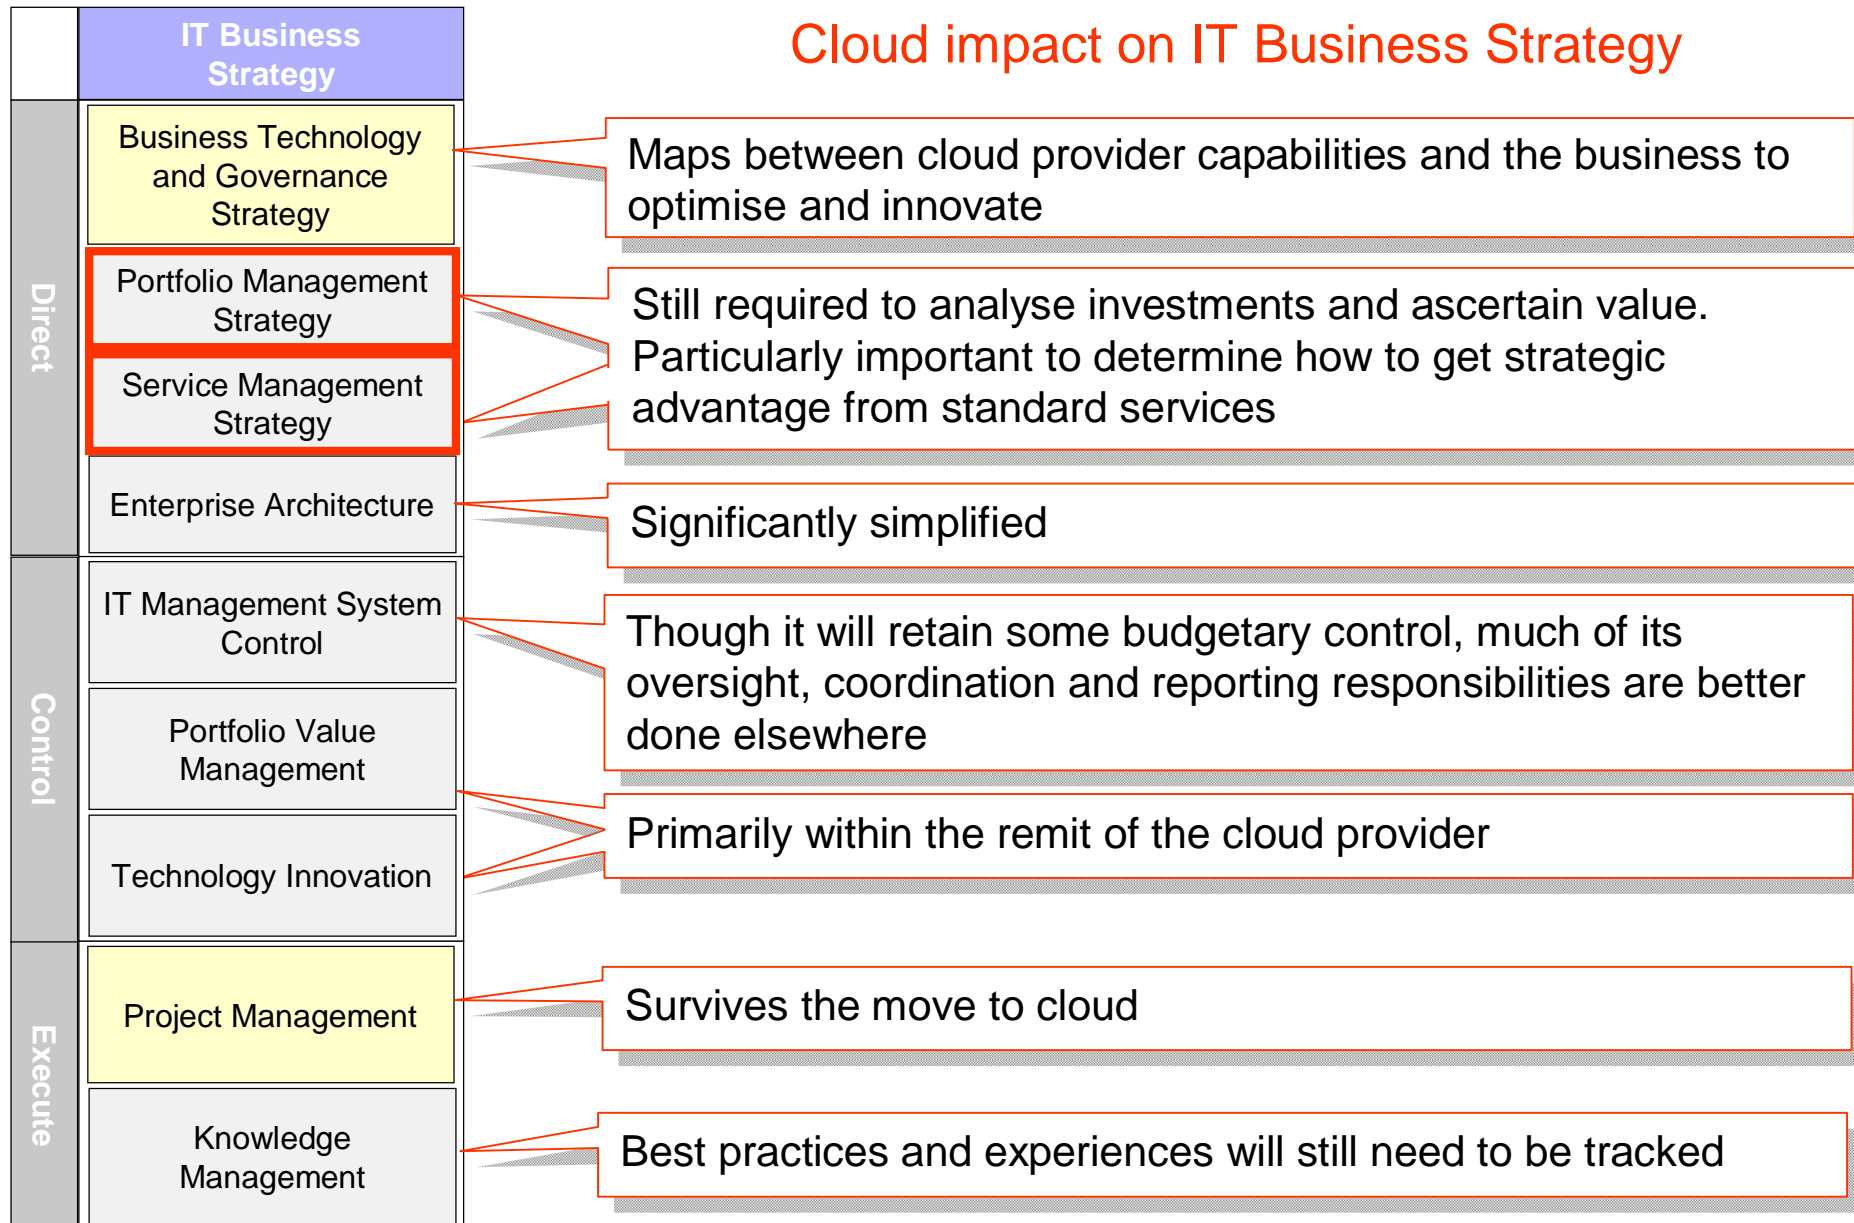 IT Business
Strategy
Cloud impact on IT Business Strategy
Direct
Business Technology
and Governance
Strategy
Maps between cloud provider capabilities and the business to
optimise and innovate
Portfolio Management
Strategy
Service Management
Strategy
Still required to analyse investments and ascertain value.
Particularly important to determine how to get strategic
advantage from standard services
Enterprise Architecture
Significantly simplified
Control
IT Management System
Control
Though it will retain some budgetary control, much of its
oversight, coordination and reporting responsibilities are better
done elsewhere
Portfolio Value
Management
Technology Innovation
Primarily within the remit of the cloud provider
Execute
Project Management
Survives the move to cloud
Knowledge
Management
Best practices and experiences will still need to be tracked